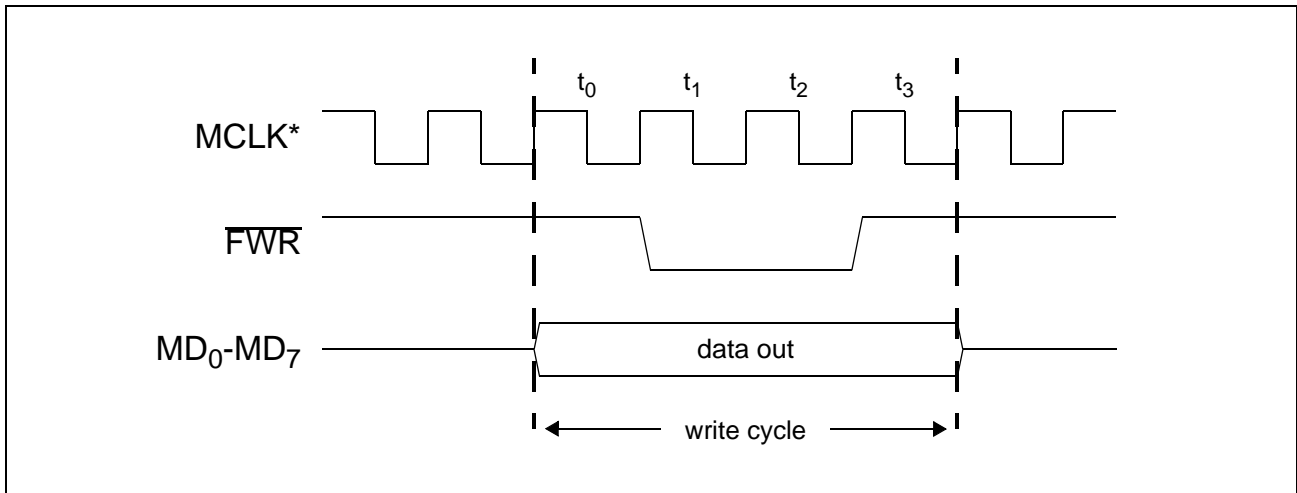 t0 t1 t2 t3
MCLK*
FWR
MD0-MD7
data out
write cycle